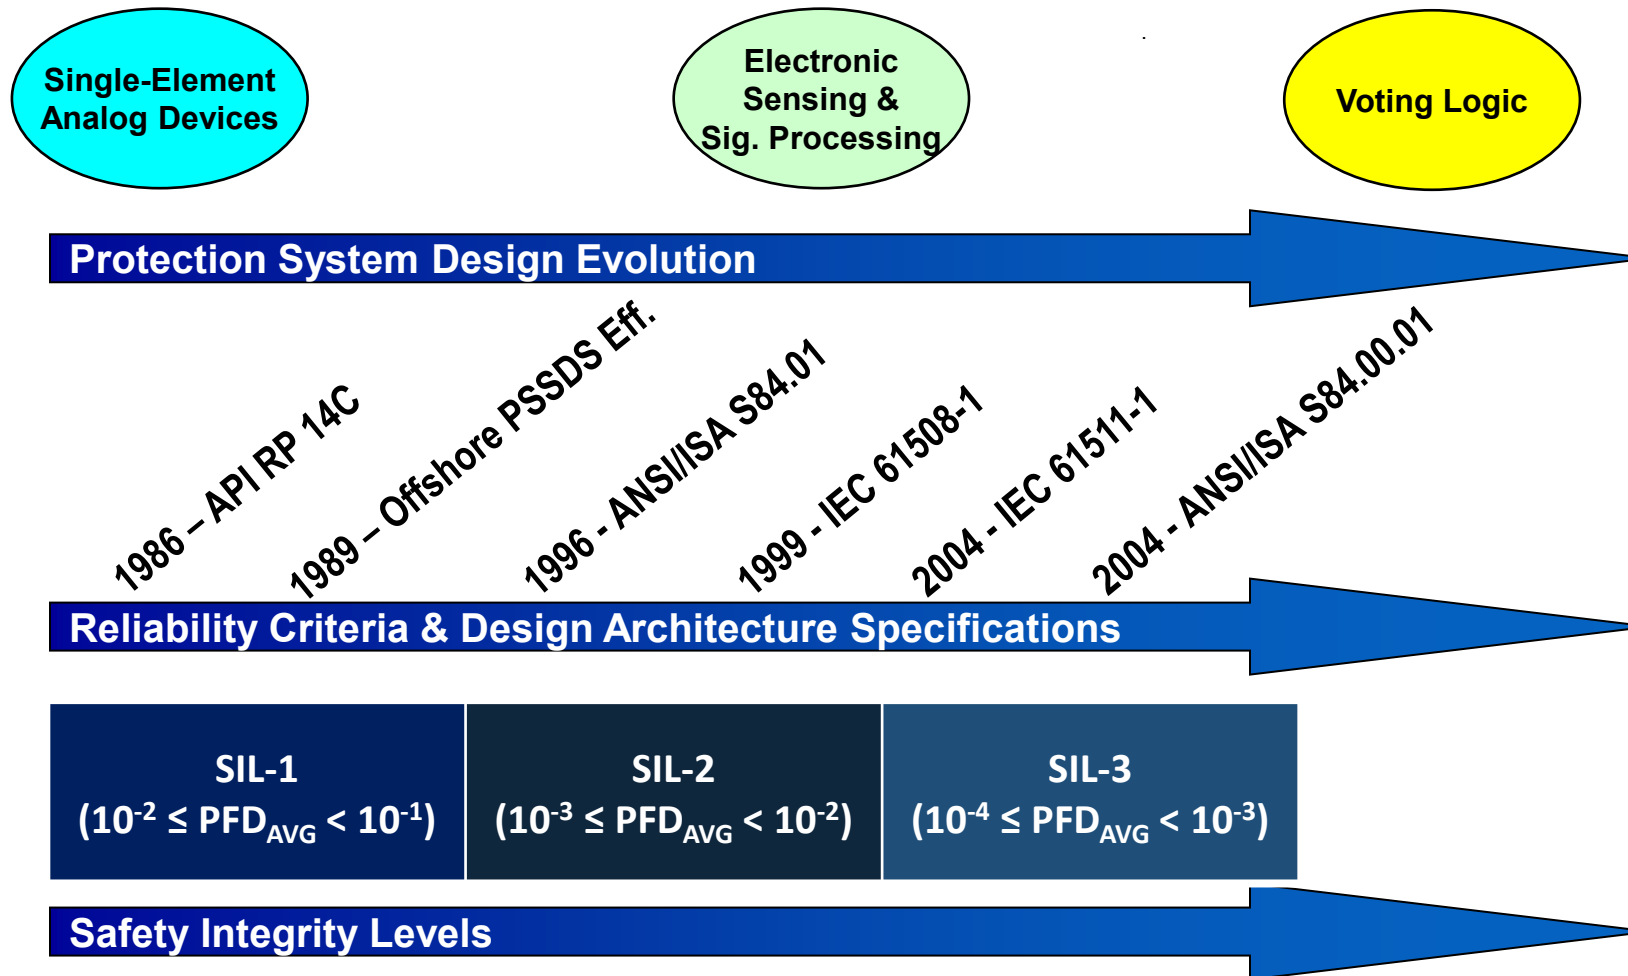 Single-Element
Analog Devices
Electronic
Sensing &
Sig. Processing
Voting Logic
Protection System Design Evolution
1986 – API RP 14C
1989 – Offshore PSSDS Eff.
1996 - ANSI/ISA S84.01
1999 - IEC 61508-1
2004 - IEC 61511-1
2004 - ANSI/ISA S84.00.01
Reliability Criteria & Design Architecture Specifications
SIL-1
(10⁻² ≤ PFD_AVG < 10⁻¹)
SIL-2
(10⁻³ ≤ PFD_AVG < 10⁻²)
SIL-3
(10⁻⁴ ≤ PFD_AVG < 10⁻³)
Safety Integrity Levels